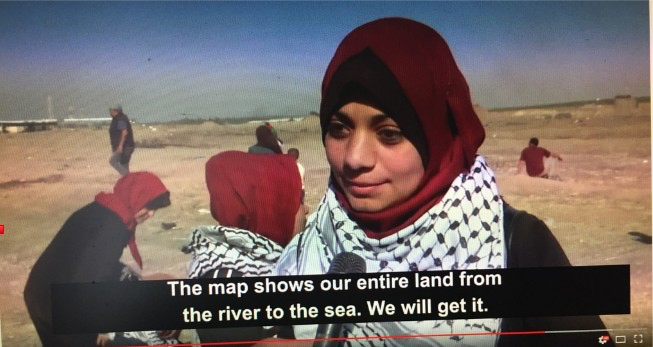 The map shows our entire land from
the river to the sea. We will get it.